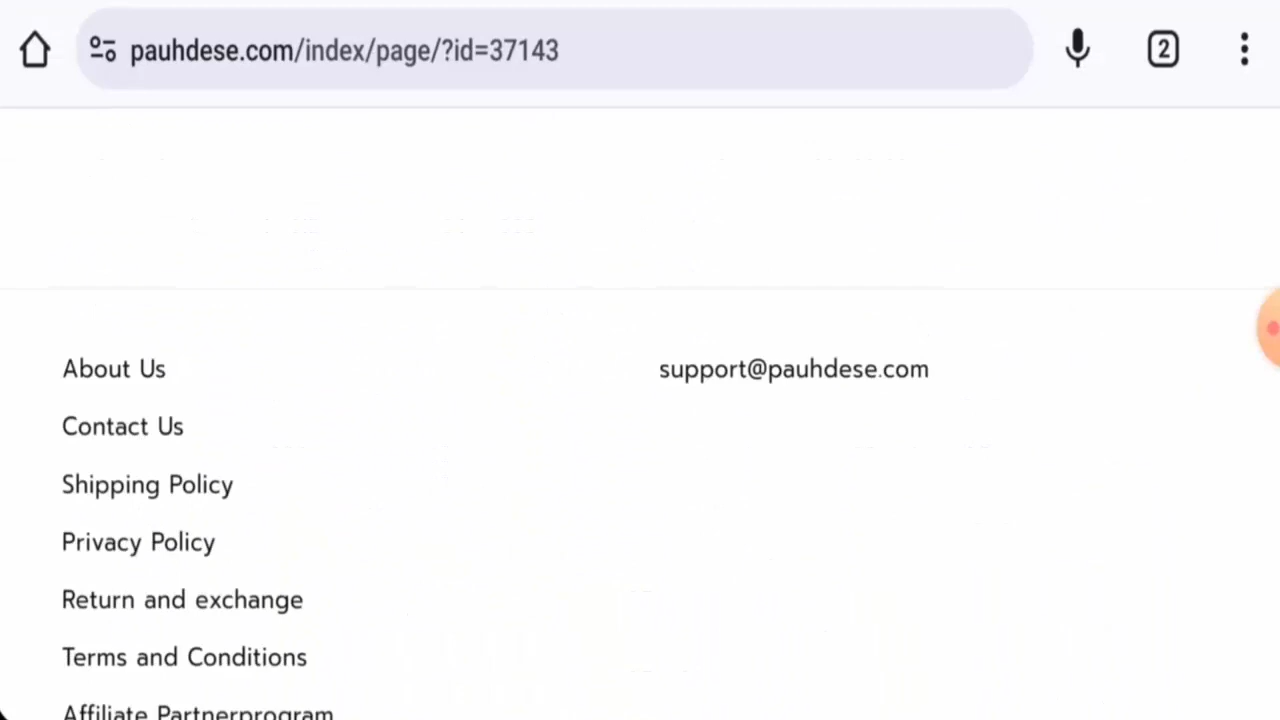 pauhdese.com/index/page/?id=37143
2
About Us
support@pauhdese.com
Contact Us
Shipping Policy
Privacy Policy
Return and exchange
Terms and Conditions
Affiliate Partnerprogram